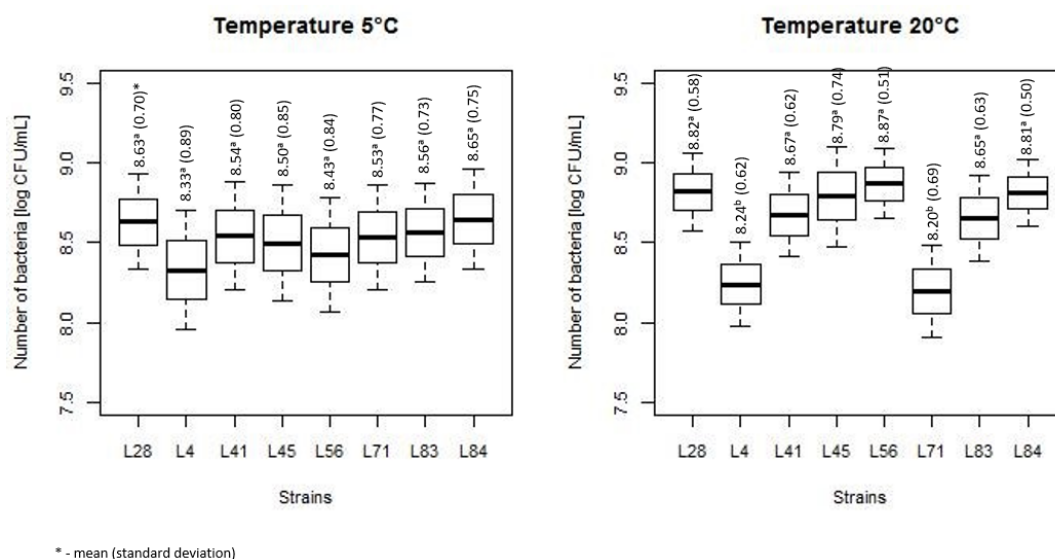 Temperature 5°C
Number of bacteria [log CFU/mL]
9.5
9.0
8.5
8.0
7.5
8.63ᵃ (0.70)*
8.33ᵃ (0.89)
8.54ᵃ (0.80)
8.50ᵃ (0.85)
8.43ᵃ (0.84)
8.53ᵃ (0.77)
8.56ᵃ (0.73)
8.65ᵃ (0.75)
L28 L4 L41 L45 L56 L71 L83 L84
Strains
Temperature 20°C
Number of bacteria [log CFU/mL]
9.5
9.0
8.5
8.0
7.5
8.82ᵃ (0.58)
8.24ᵇ (0.62)
8.67ᵃ (0.62)
8.79ᵃ (0.74)
8.87ᵃ (0.51)
8.20ᵇ (0.69)
8.65ᵃ (0.63)
8.81ᵃ (0.50)
L28 L4 L41 L45 L56 L71 L83 L84
Strains
* - mean (standard deviation)